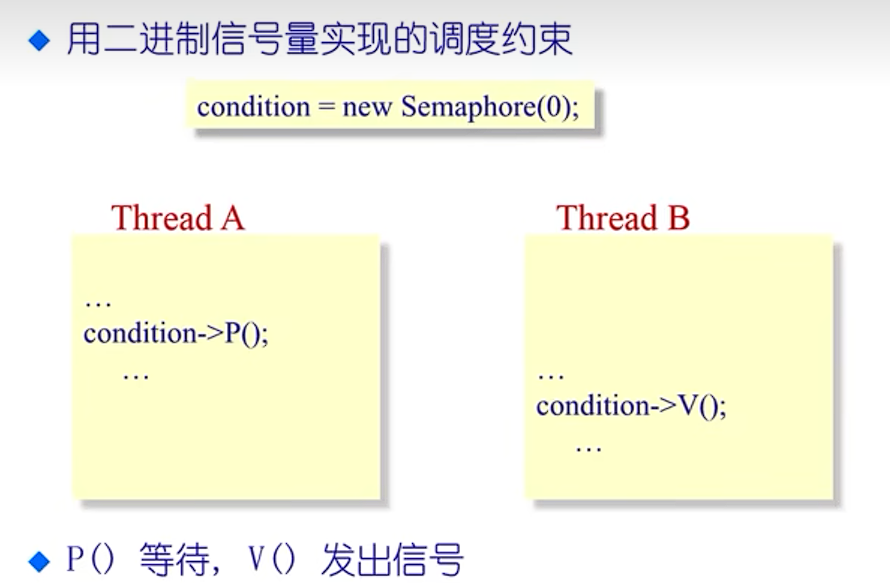 用二进制信号量实现的调度约束
condition = new Semaphore(0);
Thread A
…
condition->P();
…
Thread B
…
condition->V();
…
P() 等待, V() 发出信号